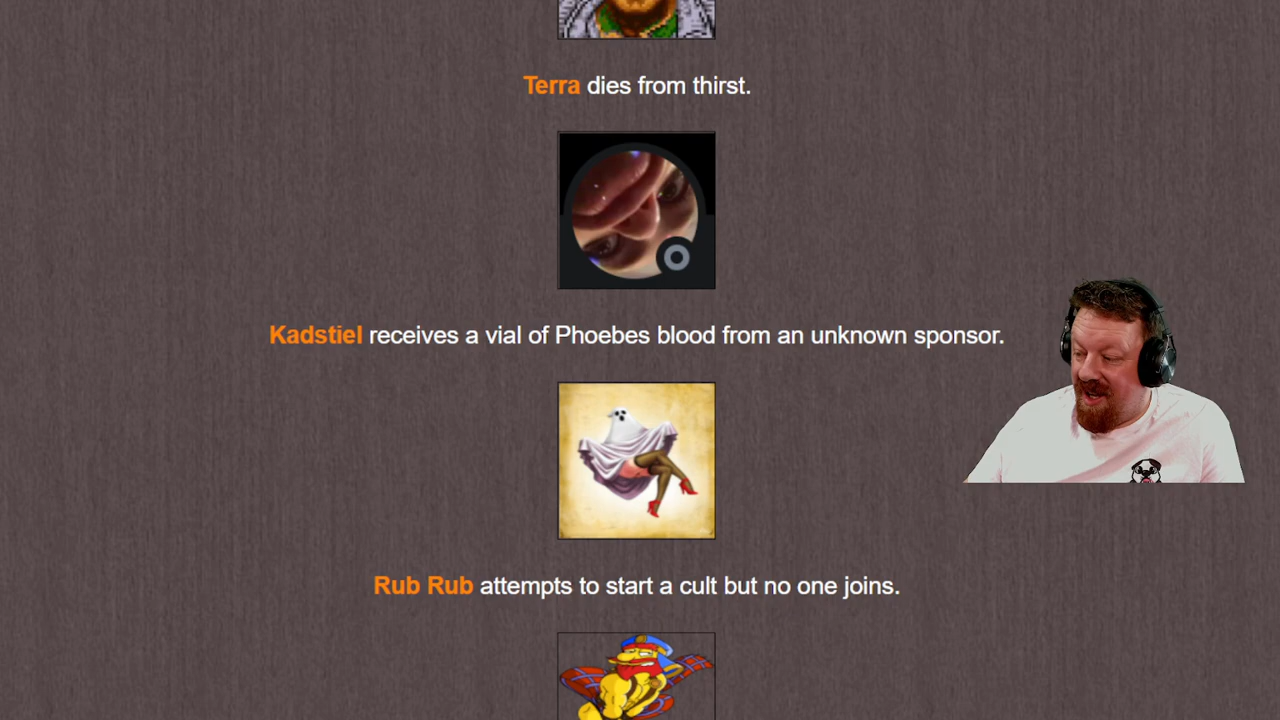 Terra dies from thirst.
Kadstiel receives a vial of Phoebes blood from an unknown sponsor.
Rub Rub attempts to start a cult but no one joins.